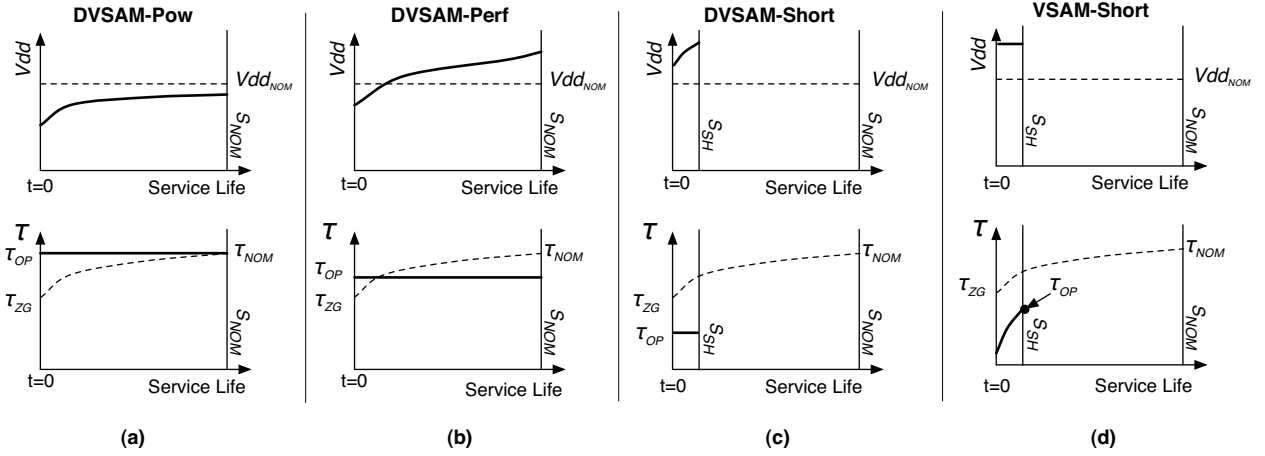 DVSAM-Pow
Vdd
Vdd_NOM
S_NOM
t=0
Service Life
τ
τ_OP
τ_NOM
τ_ZG
S_NOM
t=0
Service Life
(a)
DVSAM-Perf
Vdd
Vdd_NOM
S_NOM
t=0
Service Life
τ
τ_NOM
τ_OP
τ_ZG
S_NOM
t=0
Service Life
(b)
DVSAM-Short
Vdd
Vdd_NOM
S_SH
S_NOM
t=0
Service Life
τ
τ_NOM
τ_ZG
τ_OP
S_SH
S_NOM
t=0
Service Life
(c)
VSAM-Short
Vdd
Vdd_NOM
S_SH
S_NOM
t=0
Service Life
τ
τ_NOM
τ_ZG
τ_OP
S_SH
S_NOM
t=0
Service Life
(d)